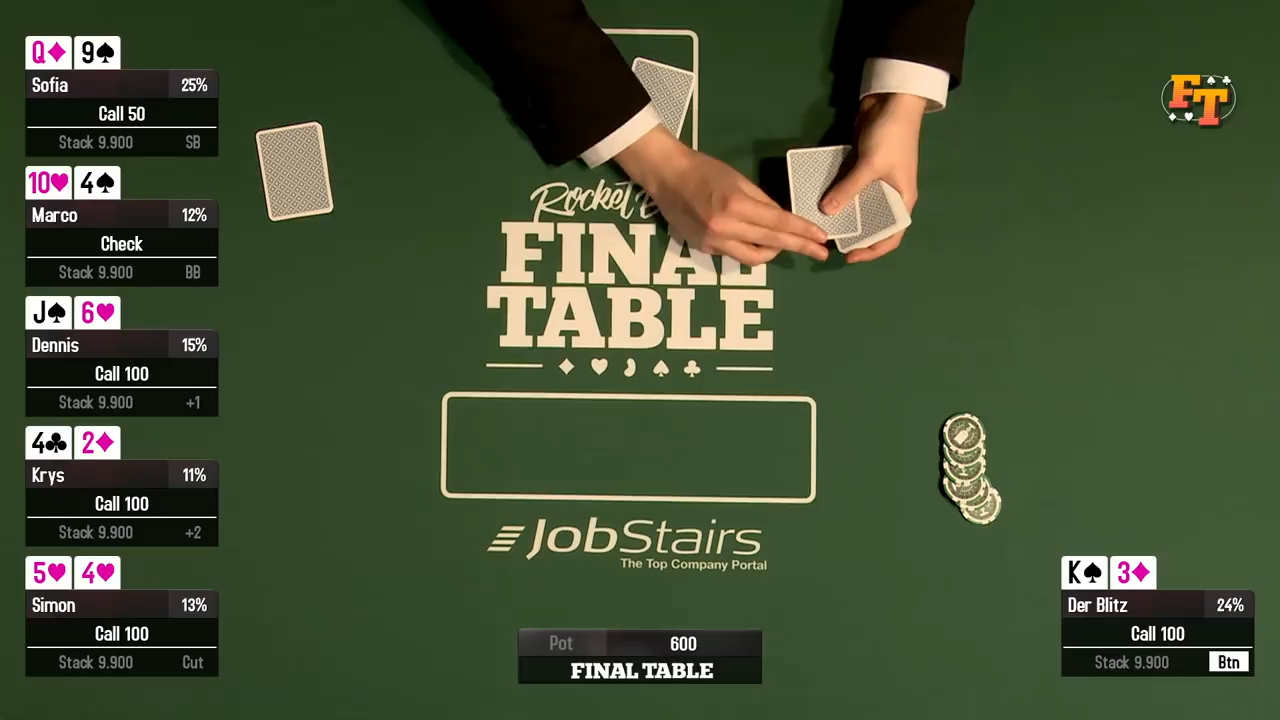 Q♦ 9♠
Sofia 25%
Call 50
Stack 9.900 SB
10♥ 4♠
Marco 12%
Check
Stack 9.900 BB
J♠ 6♥
Dennis 15%
Call 100
Stack 9.900 +1
4♣ 2♦
Krys 11%
Call 100
Stack 9.900 +2
5♥ 4♥
Simon 13%
Call 100
Stack 9.900 Cut
Rocket
FINAL
TABLE
JobStairs
The Top Company Portal
Pot 600
FINAL TABLE
FT
K♠ 3♦
Der Blitz 24%
Call 100
Stack 9.900 Btn